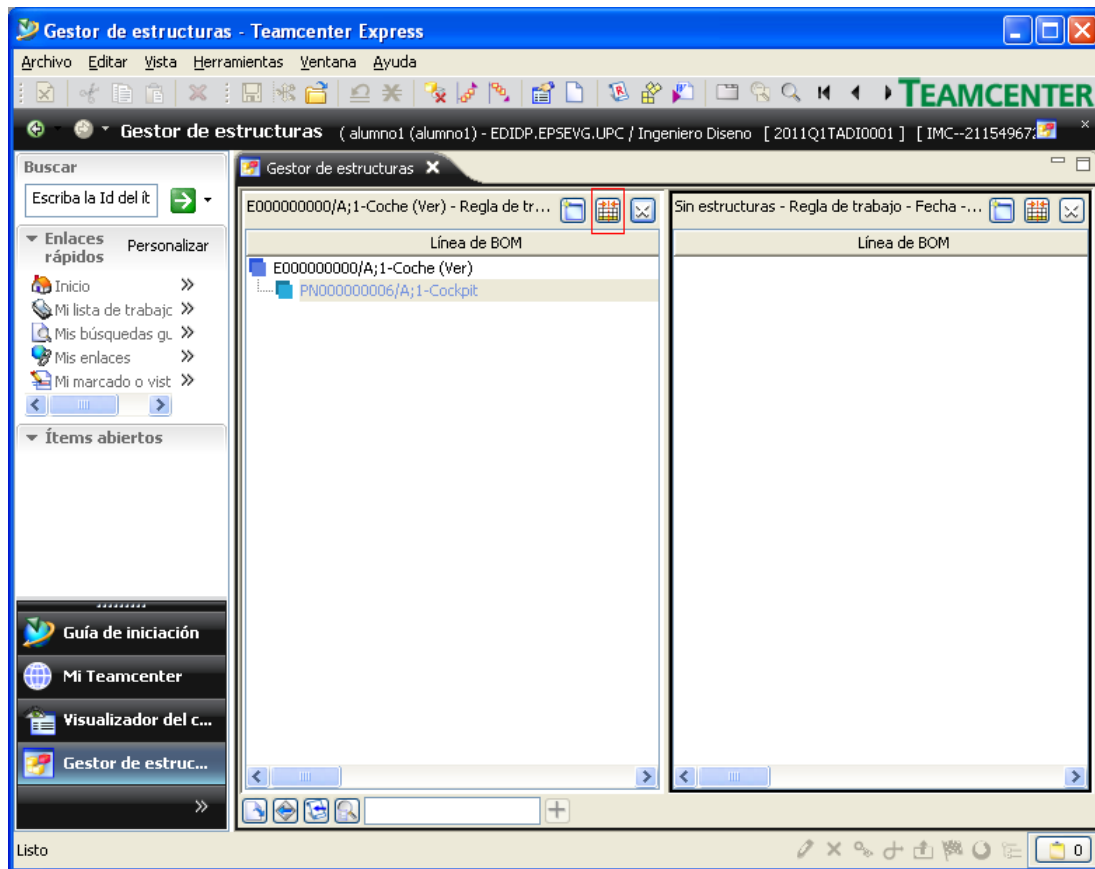 Gestor de estructuras - Teamcenter Express
Archivo Editar Vista Herramientas Ventana Ayuda
TEAMCENTER
Gestor de estructuras ( alumno1 (alumno1) - EDIDP.EPSEVG.UPC / Ingeniero Diseno [ 2011Q1TADI0001 ] [ IMC--21154967
Buscar
Escriba la Id del ít
Enlaces rápidos
Personalizar
Inicio
Mi lista de trabajc
Mis búsquedas gu
Mis enlaces
Mi marcado o vist
Ítems abiertos
Guía de iniciación
Mi Teamcenter
Visualizador del c...
Gestor de estruc...
Gestor de estructuras
E000000000/A;1-Coche (Ver) - Regla de tr...
Línea de BOM
E000000000/A;1-Coche (Ver)
PN000000006/A;1-Cockpit
Sin estructuras - Regla de trabajo - Fecha -...
Línea de BOM
Listo
0